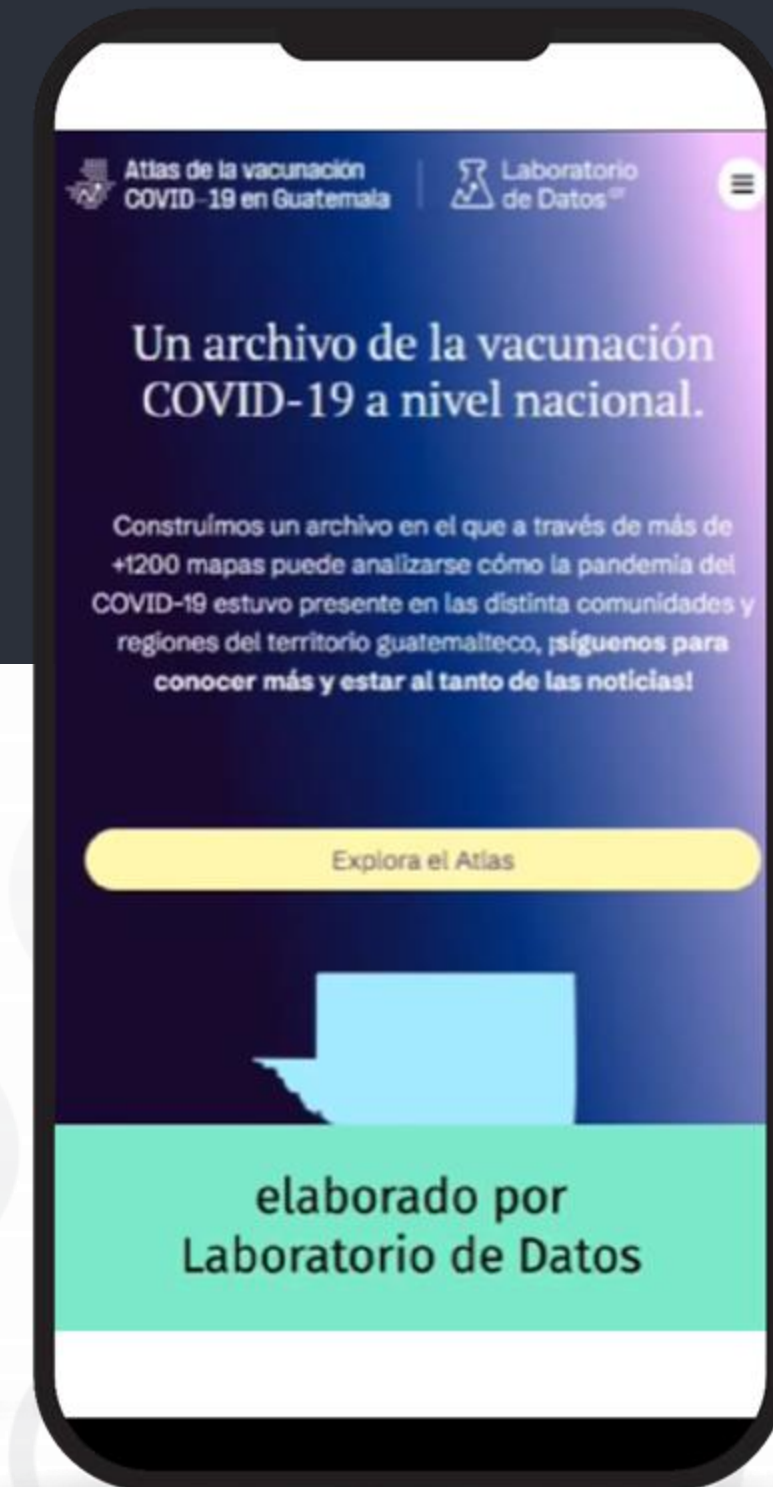 Atlas de la vacunación
COVID-19 en Guatemala
Laboratorio
de Datos
Un archivo de la vacunación
COVID-19 a nivel nacional.
Construímos un archivo en el que a través de más de
+1200 mapas puede analizarse cómo la pandemia del
COVID-19 estuvo presente en las distinta comunidades y
regiones del territorio guatemalteco, ¡síguenos para
conocer más y estar al tanto de las noticias!
Explora el Atlas
elaborado por
Laboratorio de Datos